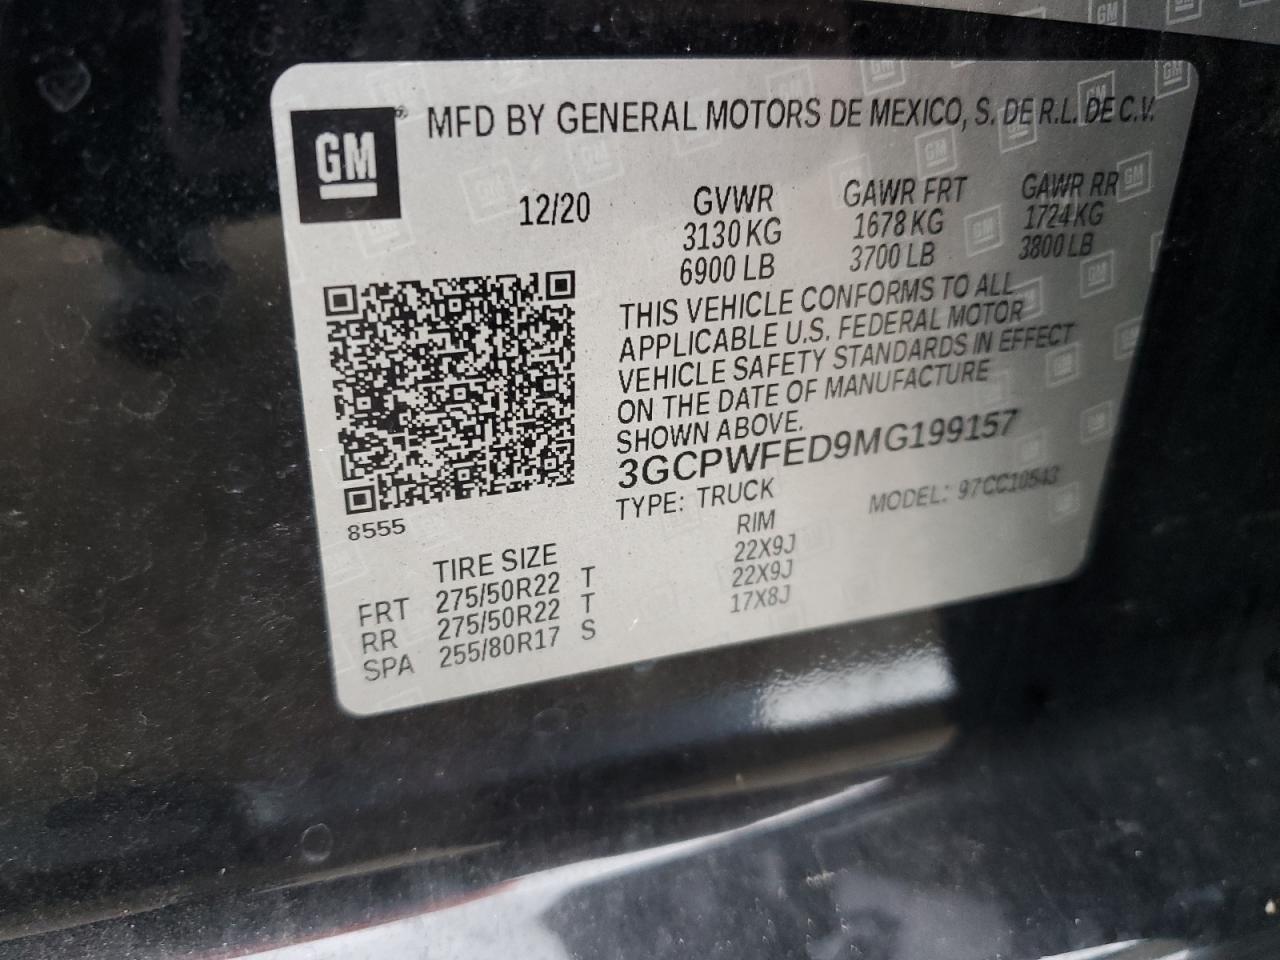 GM
MFD BY GENERAL MOTORS DE MEXICO, S. DE R.L. DE C.V.
12/20 GVWR GAWR FRT GAWR RR
3130 KG 1678 KG 1724 KG
6900 LB 3700 LB 3800 LB
THIS VEHICLE CONFORMS TO ALL
APPLICABLE U.S. FEDERAL MOTOR
VEHICLE SAFETY STANDARDS IN EFFECT
ON THE DATE OF MANUFACTURE
SHOWN ABOVE.
3GCPWFED9MG199157
TYPE: TRUCK MODEL: 97CC10543
8555
TIRE SIZE RIM
FRT 275/50R22 T 22X9J
RR 275/50R22 T 22X9J
SPA 255/80R17 S 17X8J